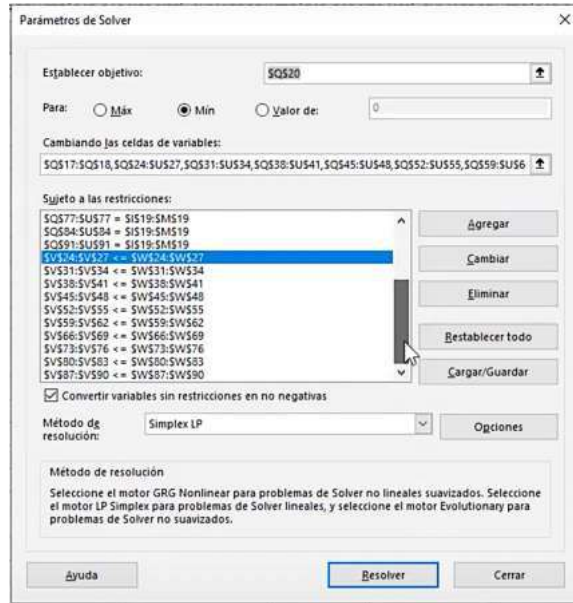 Parámetros de Solver
Establecer objetivo: $Q$20
Para: Máx Mín Valor de: 0
Cambiando las celdas de variables:
$Q$17:$Q$18,$Q$24:$U$27,$Q$31:$U$34,$Q$38:$U$41,$Q$45:$U$48,$Q$52:$U$55,$Q$59:$U$6
Sujeto a las restricciones:
$Q$77:$U$77 = $I$19:$M$19
$Q$84:$U$84 = $I$19:$M$19
$Q$91:$U$91 = $I$19:$M$19
$V$24:$V$27 <= $W$24:$W$27
$V$31:$V$34 <= $W$31:$W$34
$V$38:$V$41 <= $W$38:$W$41
$V$45:$V$48 <= $W$45:$W$48
$V$52:$V$55 <= $W$52:$W$55
$V$59:$V$62 <= $W$59:$W$62
$V$66:$V$69 <= $W$66:$W$69
$V$73:$V$76 <= $W$73:$W$76
$V$80:$V$83 <= $W$80:$W$83
$V$87:$V$90 <= $W$87:$W$90
Agregar
Cambiar
Eliminar
Restablecer todo
Cargar/Guardar
Convertir variables sin restricciones en no negativas
Método de
resolución: Simplex LP Opciones
Método de resolución
Seleccione el motor GRG Nonlinear para problemas de Solver no lineales suavizados. Seleccione
el motor LP Simplex para problemas de Solver lineales, y seleccione el motor Evolutionary para
problemas de Solver no suavizados.
Ayuda Resolver Cerrar